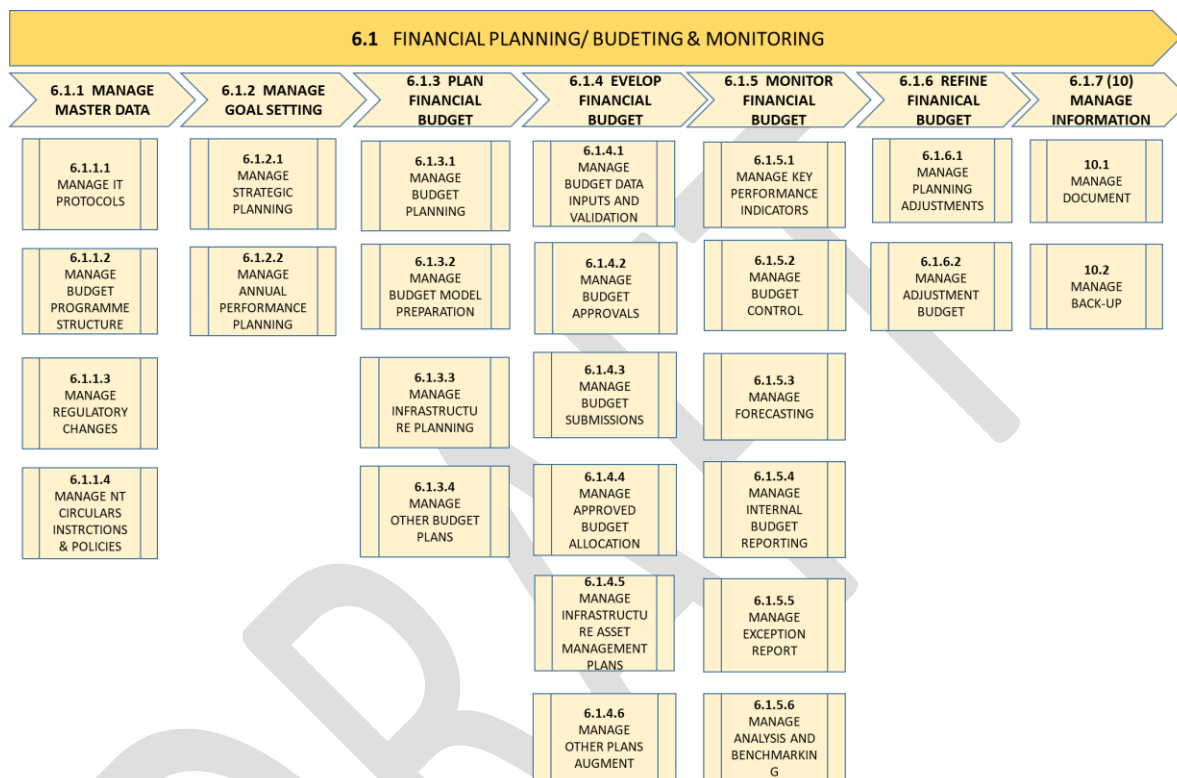 6.1 FINANCIAL PLANNING/ BUDETING & MONITORING
6.1.1 MANAGE
MASTER DATA
6.1.2 MANAGE
GOAL SETTING
6.1.3 PLAN
FINANCIAL
BUDGET
6.1.4 EVELOP
FINANCIAL
BUDGET
6.1.5 MONITOR
FINANCIAL
BUDGET
6.1.6 REFINE
FINANICAL
BUDGET
6.1.7 (10)
MANAGE
INFORMATION
6.1.1.1
MANAGE IT
PROTOCOLS
6.1.2.1
MANAGE
STRATEGIC
PLANNING
6.1.3.1
MANAGE
BUDGET
PLANNING
6.1.4.1
MANAGE
BUDGET DATA
INPUTS AND
VALIDATION
6.1.5.1
MANAGE KEY
PERFORMANCE
INDICATORS
6.1.6.1
MANAGE
PLANNING
ADJUSTMENTS
10.1
MANAGE
DOCUMENT
6.1.1.2
MANAGE
BUDGET
PROGRAMME
STRUCTURE
6.1.2.2
MANAGE
ANNUAL
PERFORMANCE
PLANNING
6.1.3.2
MANAGE
BUDGET MODEL
PREPARATION
6.1.4.2
MANAGE
BUDGET
APPROVALS
6.1.5.2
MANAGE
BUDGET
CONTROL
6.1.6.2
MANAGE
ADJUSTMENT
BUDGET
10.2
MANAGE
BACK-UP
6.1.1.3
MANAGE
REGULATORY
CHANGES
6.1.3.3
MANAGE
INFRASTRUCTU
RE PLANNING
6.1.4.3
MANAGE
BUDGET
SUBMISSIONS
6.1.5.3
MANAGE
FORECASTING
6.1.1.4
MANAGE NT
CIRCULARS
INSTRCTIONS
& POLICIES
6.1.3.4
MANAGE
OTHER BUDGET
PLANS
6.1.4.4
MANAGE
APPROVED
BUDGET
ALLOCATION
6.1.5.4
MANAGE
INTERNAL
BUDGET
REPORTING
6.1.4.5
MANAGE
INFRASTRUCTU
RE ASSET
MANAGEMENT
PLANS
6.1.5.5
MANAGE
EXCEPTION
REPORT
6.1.4.6
MANAGE
OTHER PLANS
AUGMENT
6.1.5.6
MANAGE
ANALYSIS AND
BENCHMARKIN
G
DRAFT